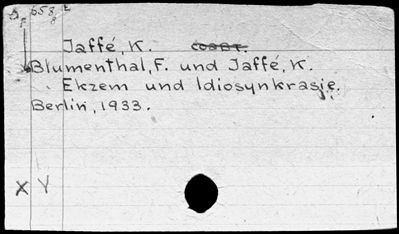 Jaffé, K.
Blumenthal, F. und Jaffé, K.
Ekzem und Idiosynkrasie.
Berlin, 1933.
X Y